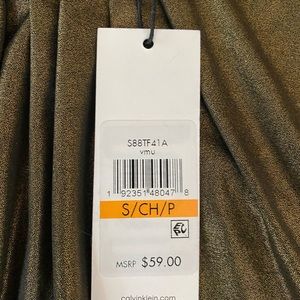 S88TF41A
vmu
1 92351 48047 8
S/CH/P
MSRP $59.00
calvinklein.com